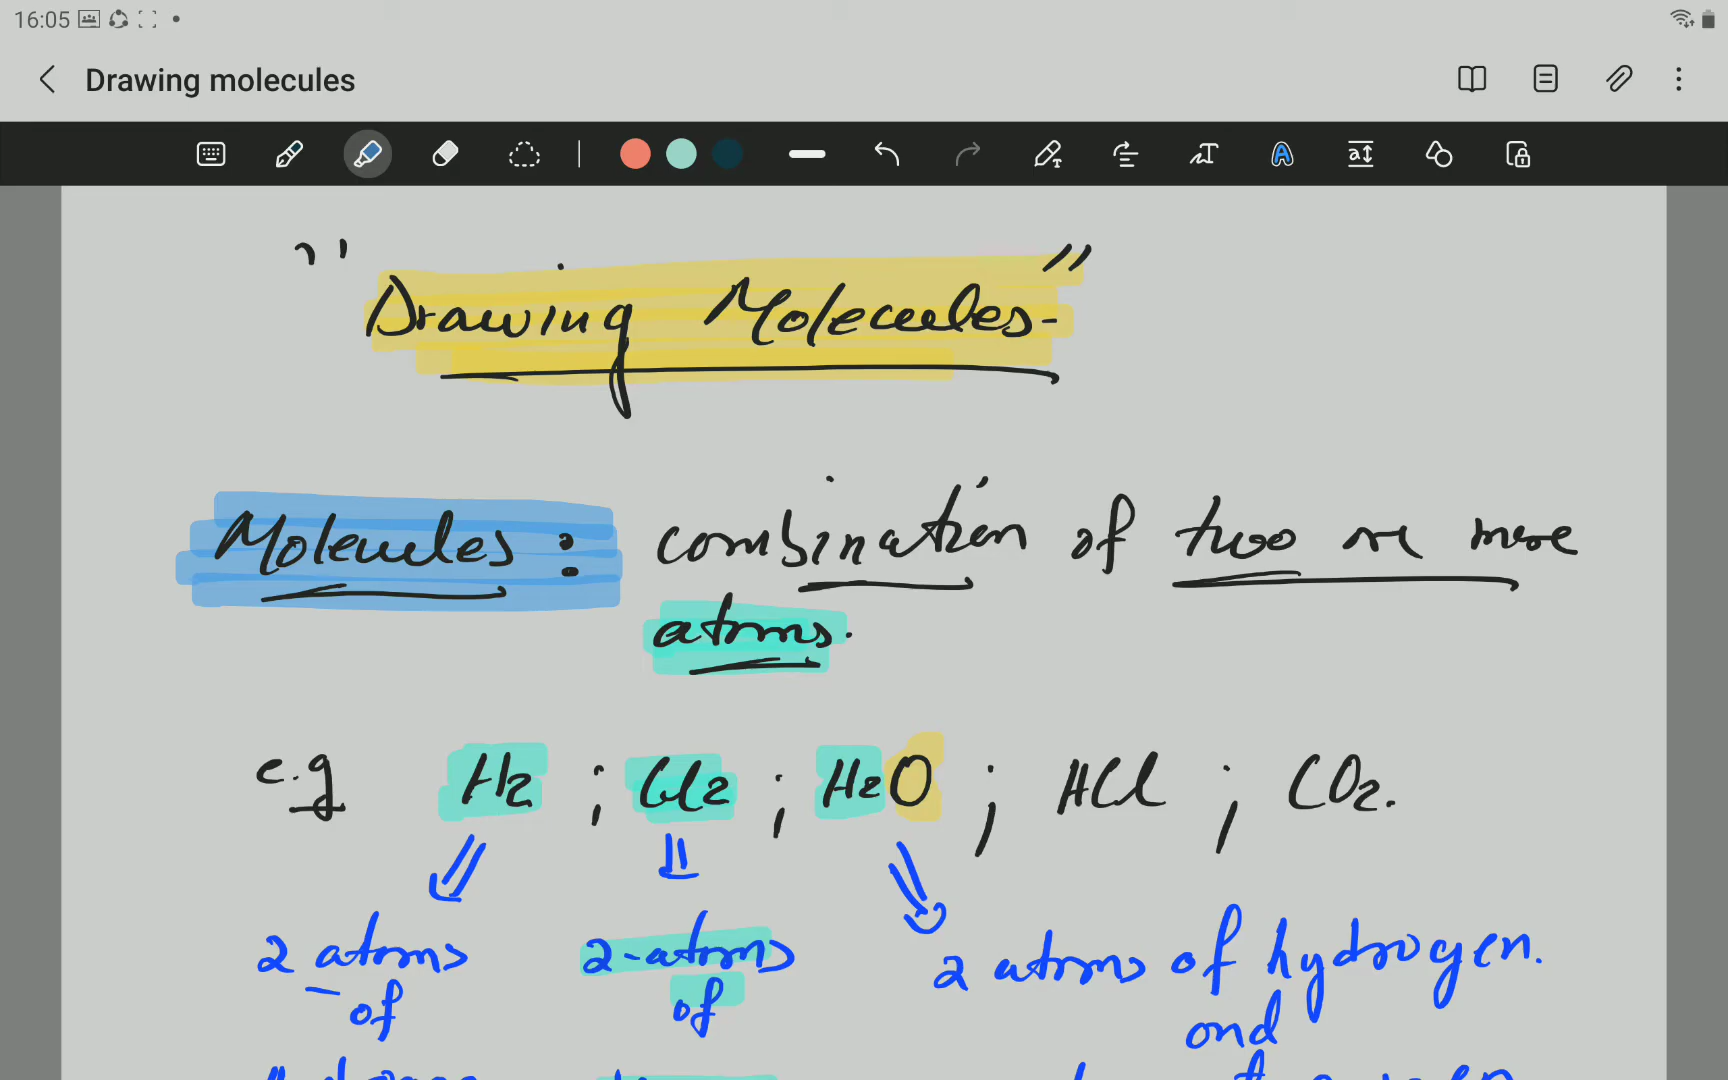 16:05
Drawing molecules
"Drawing Molecules"
Molecules: combination of two or more
atoms.
e.g H2 ; Cl2 ; H2O ; HCl ; CO2.
2 atoms 2-atoms 2 atoms of hydrogen.
of of and